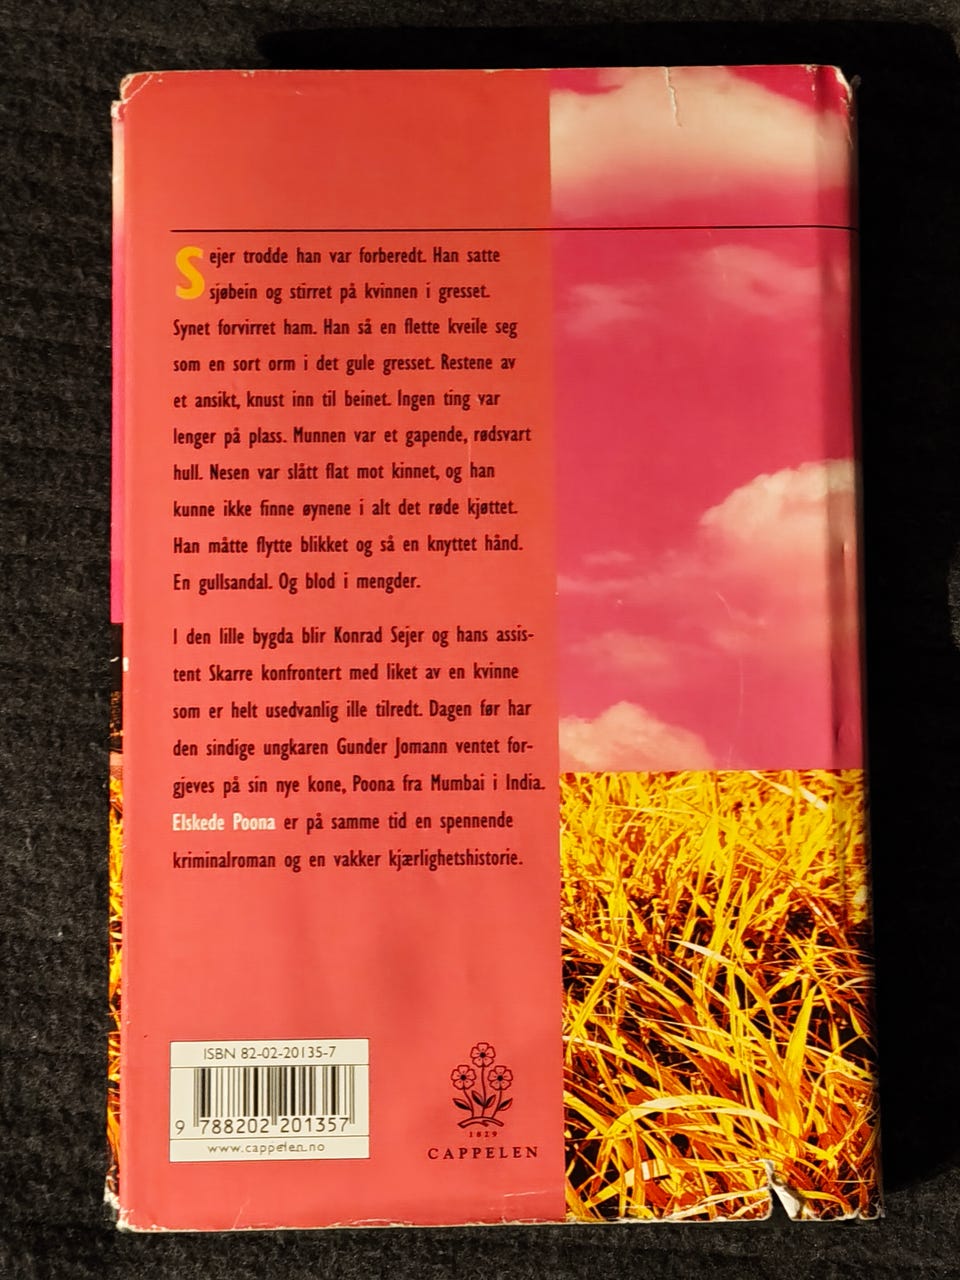 Sejer trodde han var forberedt. Han satte
sjøbein og stirret på kvinnen i gresset.
Synet forvirret ham. Han så en flette kveile seg
som en sort orm i det gule gresset. Restene av
et ansikt, knust inn til beinet. Ingen ting var
lenger på plass. Munnen var et gapende, rødsvart
hull. Nesen var slått flat mot kinnet, og han
kunne ikke finne øynene i alt det røde kjøttet.
Han måtte flytte blikket og så en knyttet hånd.
En gullsandal. Og blod i mengder.
I den lille bygda blir Konrad Sejer og hans assis-
tent Skarre konfrontert med liket av en kvinne
som er helt usedvanlig ille tilredt. Dagen før har
den sindige ungkaren Gunder Jomann ventet for-
gjeves på sin nye kone, Poona fra Mumbai i India.
Elskede Poona er på samme tid en spennende
kriminalroman og en vakker kjærlighetshistorie.
ISBN 82-02-20135-7
9 788202 201357
www.cappelen.no
1829
CAPPELEN